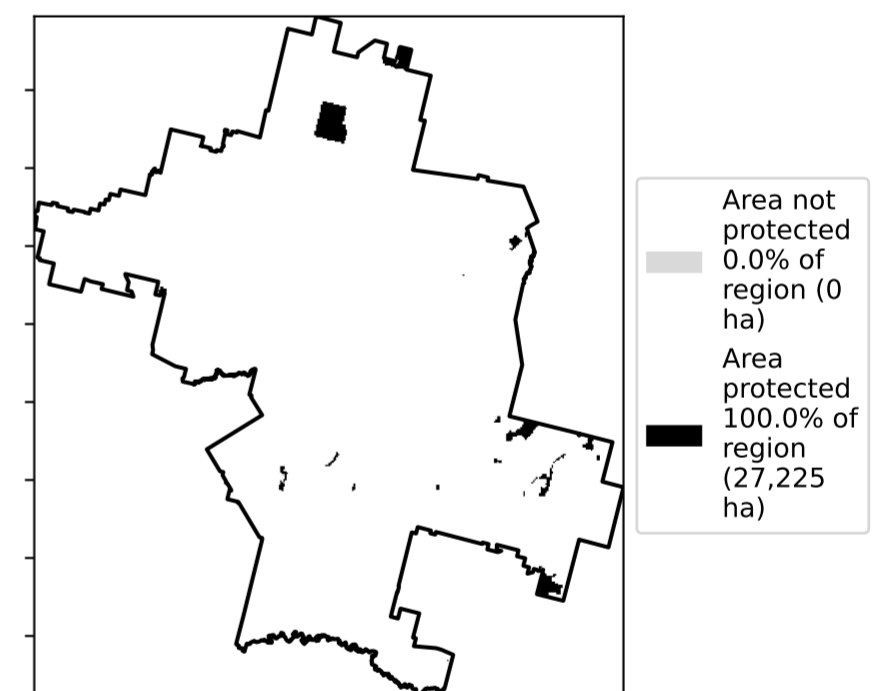 Area not
protected
0.0% of
region (0
ha)
Area
protected
100.0% of
region
(27,225
ha)